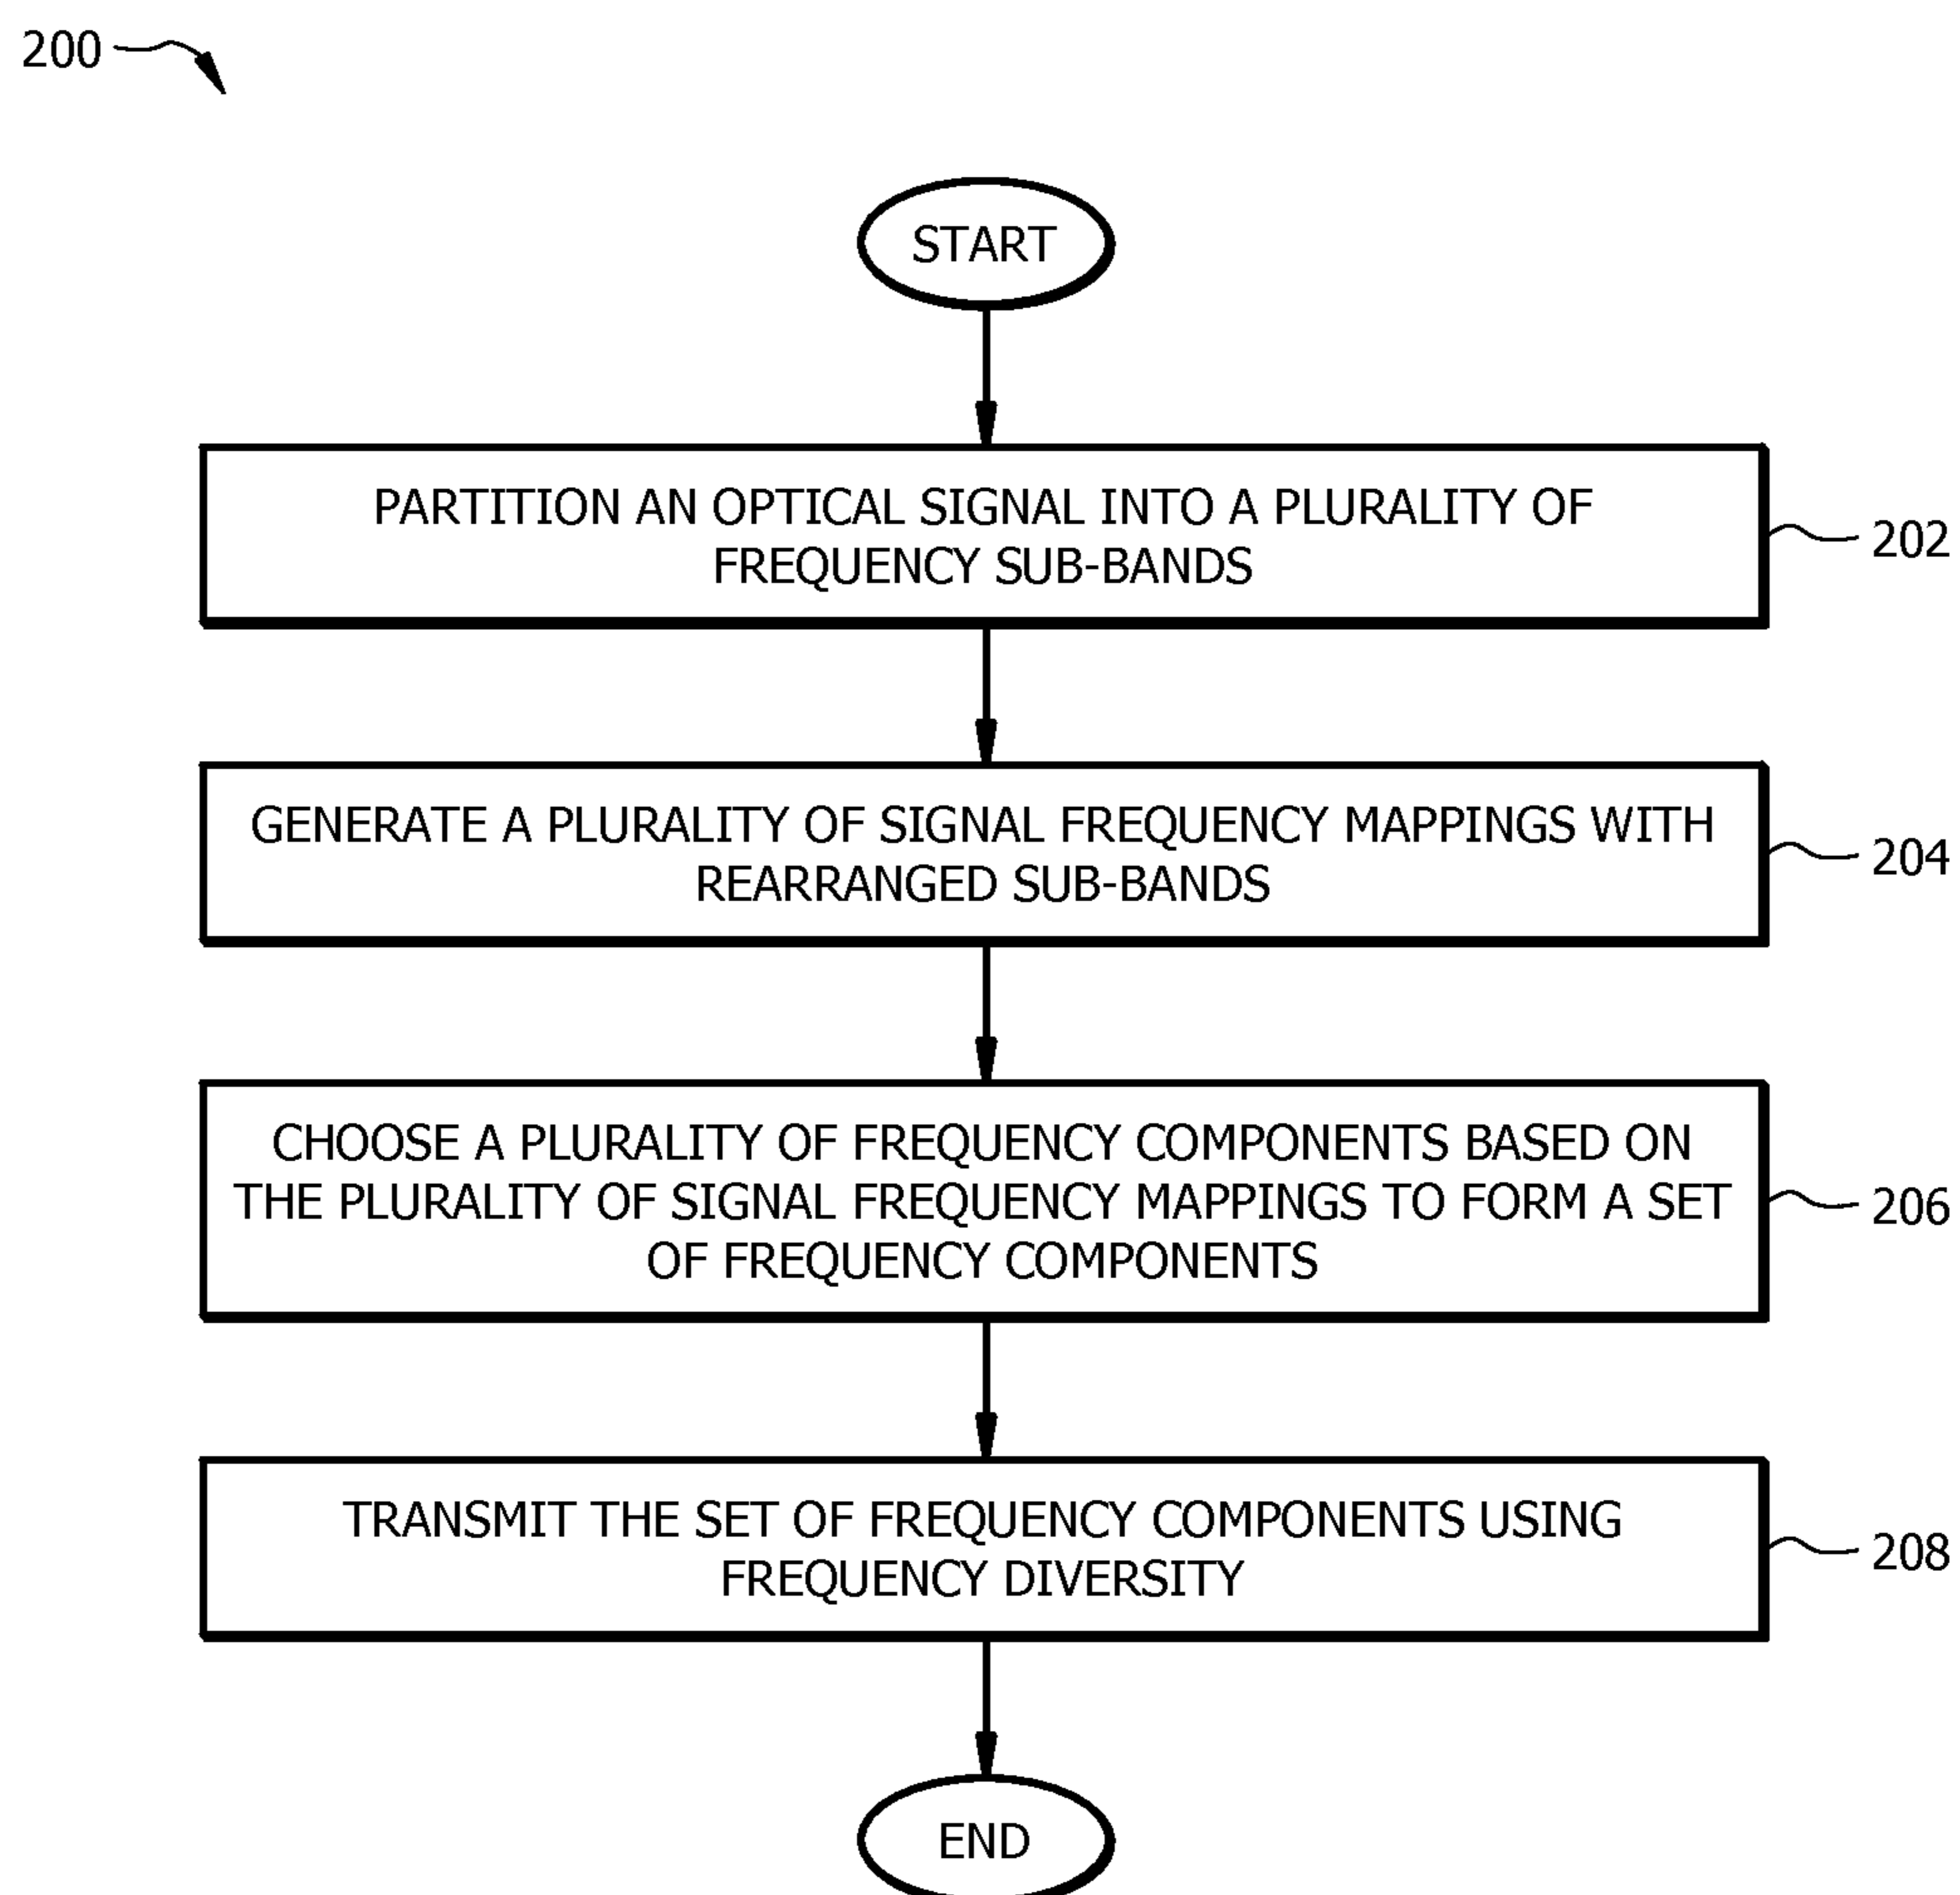 200
START
PARTITION AN OPTICAL SIGNAL INTO A PLURALITY OF
FREQUENCY SUB-BANDS
202
GENERATE A PLURALITY OF SIGNAL FREQUENCY MAPPINGS WITH
REARRANGED SUB-BANDS
204
CHOOSE A PLURALITY OF FREQUENCY COMPONENTS BASED ON
THE PLURALITY OF SIGNAL FREQUENCY MAPPINGS TO FORM A SET
OF FREQUENCY COMPONENTS
206
TRANSMIT THE SET OF FREQUENCY COMPONENTS USING
FREQUENCY DIVERSITY
208
END